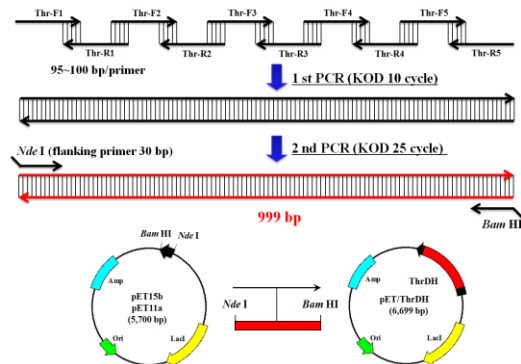 Thr-F1 Thr-F2 Thr-F3 Thr-F4 Thr-F5
Thr-R1 Thr-R2 Thr-R3 Thr-R4 Thr-R5
95~100 bp/primer
1 st PCR (KOD 10 cycle)
2 nd PCR (KOD 25 cycle)
Nde I (flanking primer 30 bp)
999 bp
Bam HI
Bam HI Nde I
Amp
pET15b
pET11a
(5,700 bp)
Ori
LacI
Nde I Bam HI
ThrDH
Amp
pET/ThrDH
(6,699 bp)
Ori
LacI